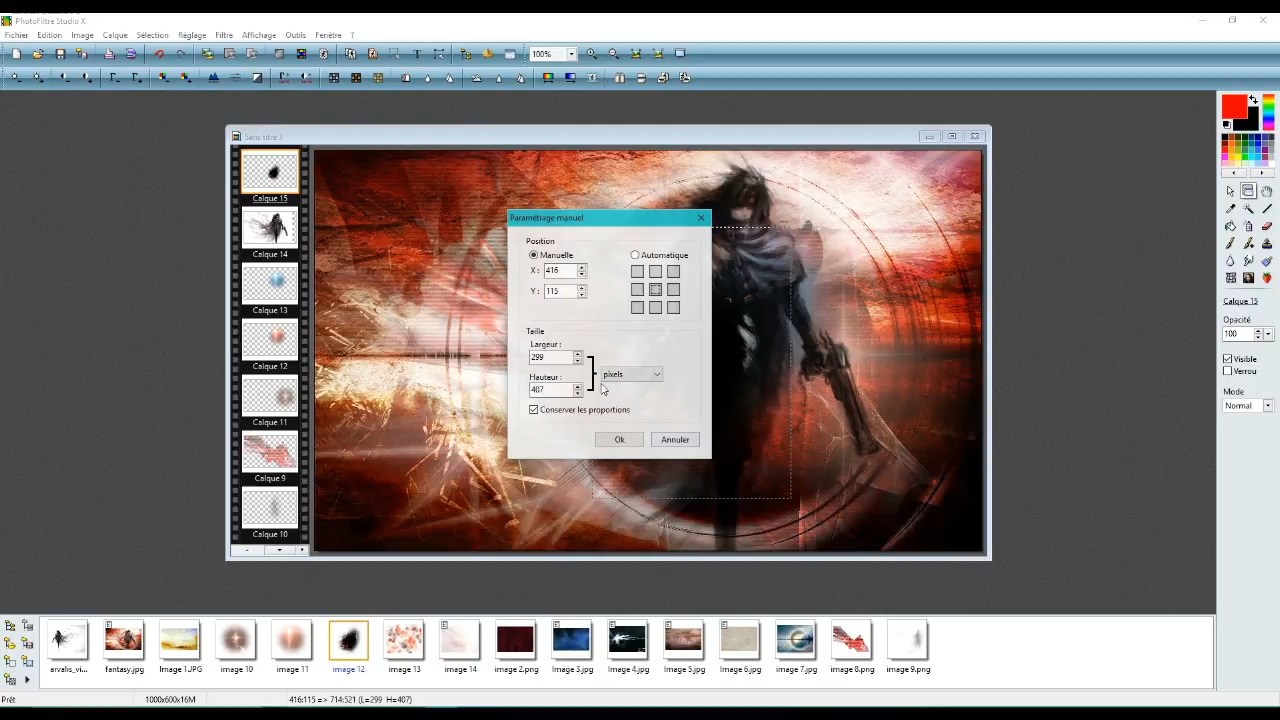 PhotoFiltre Studio X
Fichier Edition Image Calque Sélection Réglage Filtre Affichage Outils Fenêtre ?
100%
Sans titre 3
Calque 15
Calque 14
Calque 13
Calque 12
Calque 11
Calque 9
Calque 10
Paramétrage manuel
Position
Manuelle
Automatique
X : 416
Y : 115
Taille
Largeur :
299
pixels
Hauteur :
407
Conserver les proportions
Ok Annuler
Calque 15
Opacité
100
Visible
Verrou
Mode
Normal
arvalis_vi... fantasy.jpg Image 1.JPG image 10 image 11 image 12 image 13 image 14 image 2.png Image 3.jpg Image 4.jpg Image 5.jpg Image 6.jpg image 7.jpg image 8.png image 9.png
Prêt 1000x600x16M 416:115 => 714:521 (L=299 H=407)